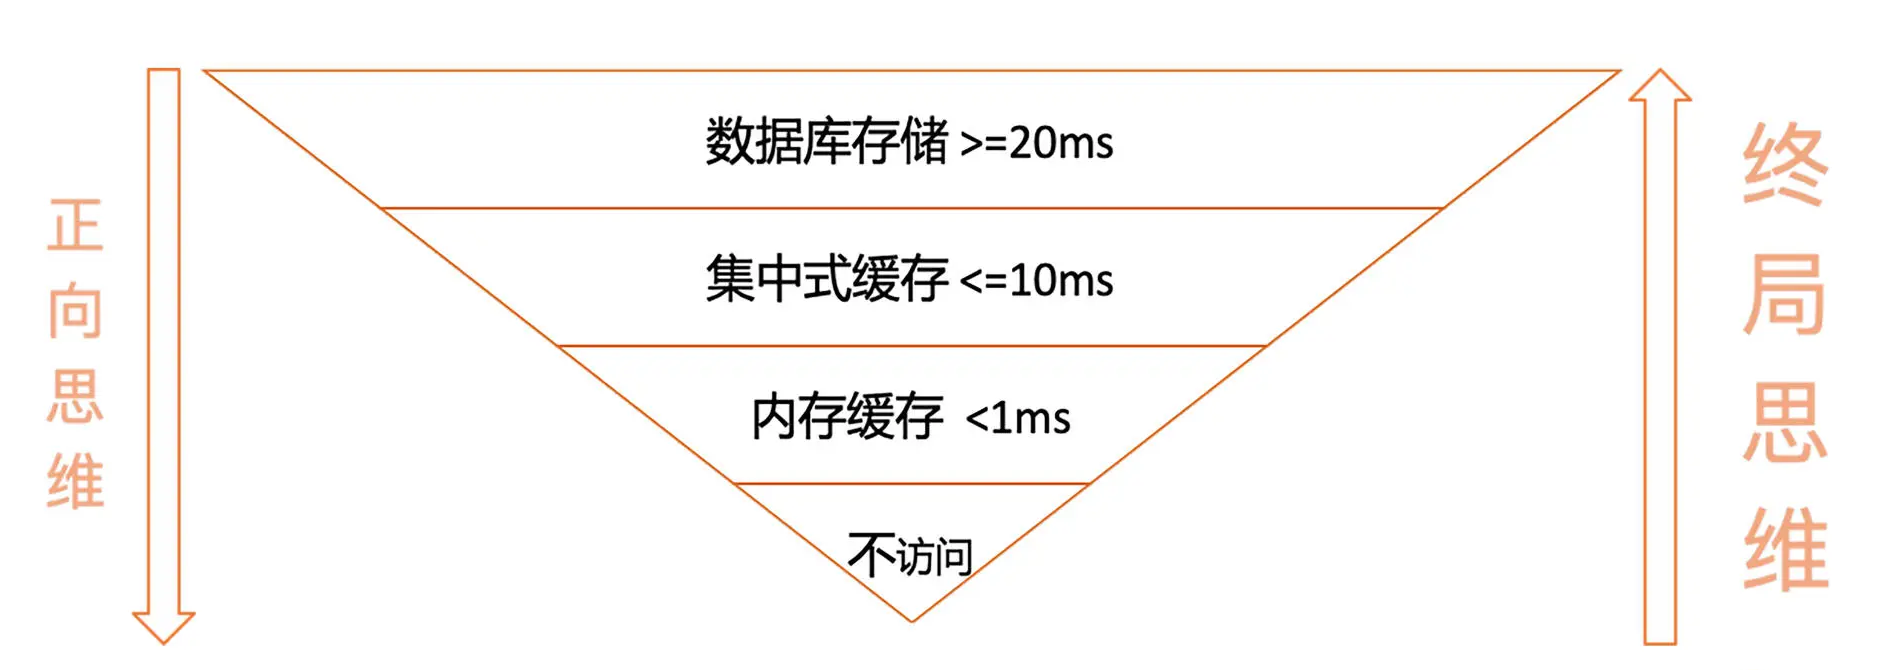 正向思维
数据库存储 >=20ms
集中式缓存 <=10ms
内存缓存 <1ms
不访问
终局思维